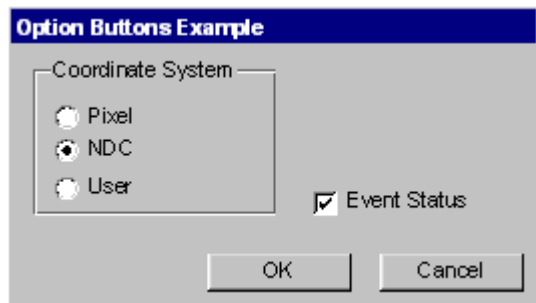 Option Buttons Example
Coordinate System
Pixel
NDC
User
Event Status
OK Cancel